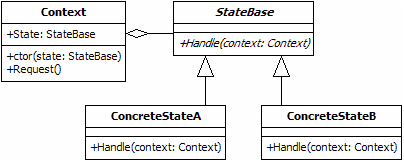 Context
+State: StateBase
+ctor(state: StateBase)
+Request()
StateBase
+Handle(context: Context)
ConcreteStateA
+Handle(context: Context)
ConcreteStateB
+Handle(context: Context)